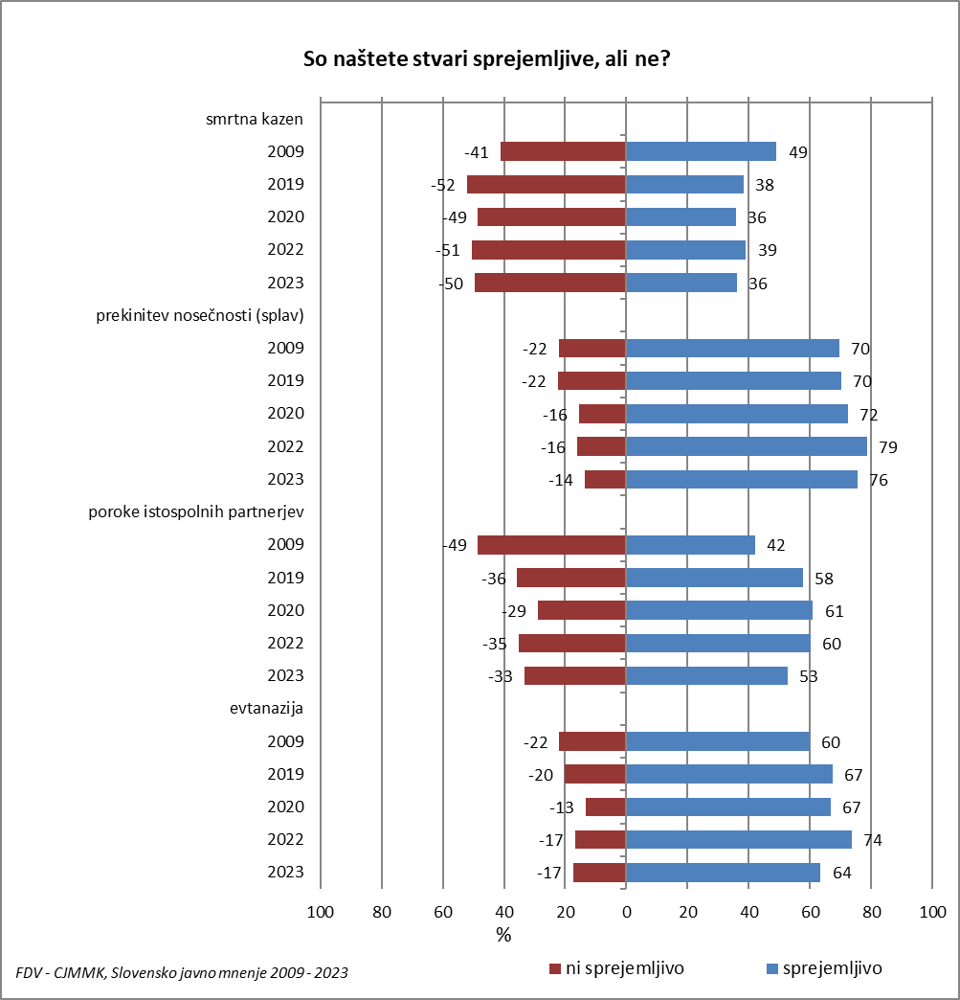 So naštete stvari sprejemljive, ali ne?
smrtna kazen
2009 -41 49
2019 -52 38
2020 -49 36
2022 -51 39
2023 -50 36
prekinitev nosečnosti (splav)
2009 -22 70
2019 -22 70
2020 -16 72
2022 -16 79
2023 -14 76
poroke istospolnih partnerjev
2009 -49 42
2019 -36 58
2020 -29 61
2022 -35 60
2023 -33 53
evtanazija
2009 -22 60
2019 -20 67
2020 -13 67
2022 -17 74
2023 -17 64
100 80 60 40 20 0 20 40 60 80 100
%
ni sprejemljivo sprejemljivo
FDV - CJMMK, Slovensko javno mnenje 2009 - 2023